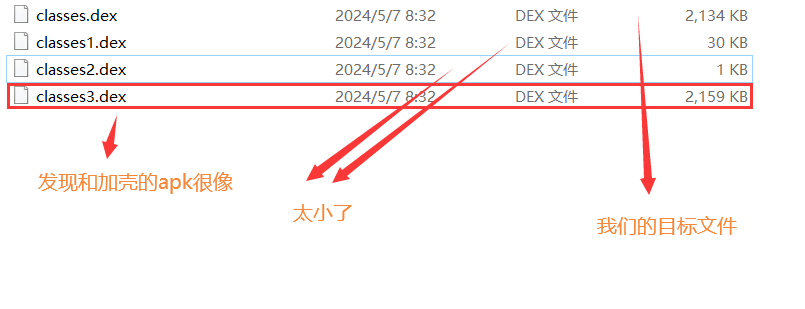 classes.dex 2024/5/7 8:32 DEX 文件 2,134 KB
classes1.dex 2024/5/7 8:32 DEX 文件 30 KB
classes2.dex 2024/5/7 8:32 DEX 文件 1 KB
classes3.dex 2024/5/7 8:32 DEX 文件 2,159 KB
发现和加壳的apk很像
太小了
我们的目标文件